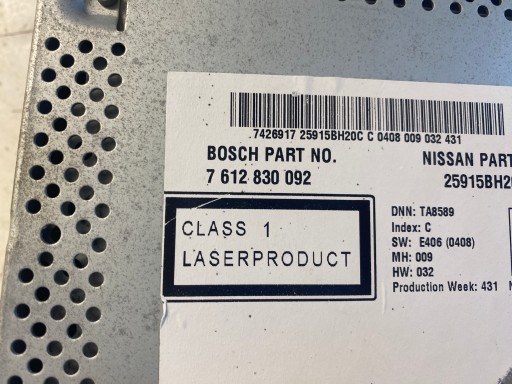 7426917 25915BH20C C 0408 009 032 431
BOSCH PART NO.
7 612 830 092
NISSAN PART
25915BH20
CLASS 1
LASERPRODUCT
DNN: TA8589
Index: C
SW: E406 (0408)
MH: 009
HW: 032
Production Week: 431